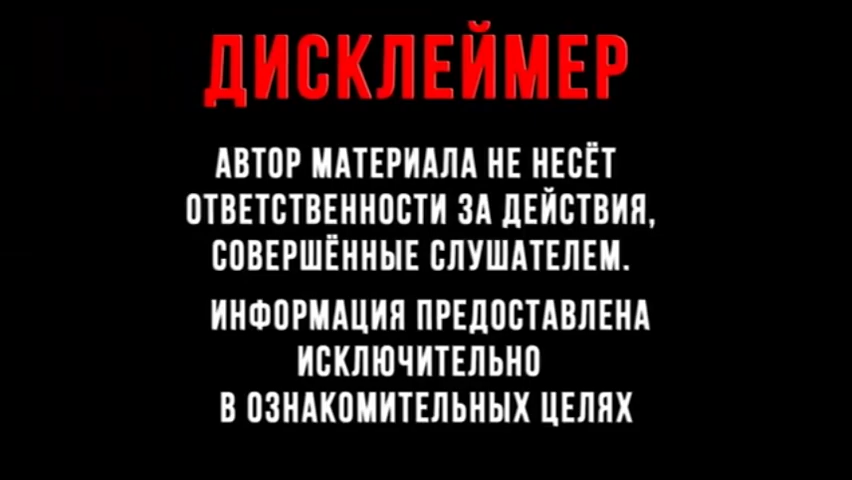 ДИСКЛЕЙМЕР
АВТОР МАТЕРИАЛА НЕ НЕСЁТ
ОТВЕТСТВЕННОСТИ ЗА ДЕЙСТВИЯ,
СОВЕРШЁННЫЕ СЛУШАТЕЛЕМ.
ИНФОРМАЦИЯ ПРЕДОСТАВЛЕНА
ИСКЛЮЧИТЕЛЬНО
В ОЗНАКОМИТЕЛЬНЫХ ЦЕЛЯХ